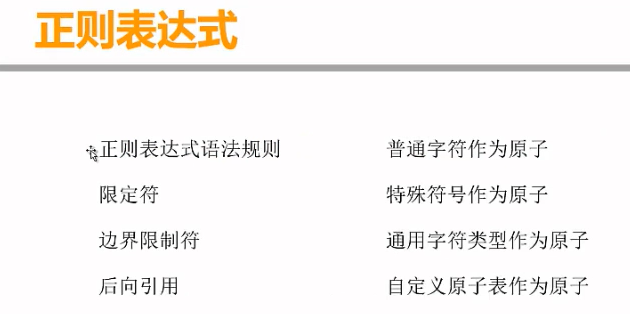 正则表达式
正则表达式语法规则 普通字符作为原子
限定符 特殊符号作为原子
边界限制符 通用字符类型作为原子
后向引用 自定义原子表作为原子